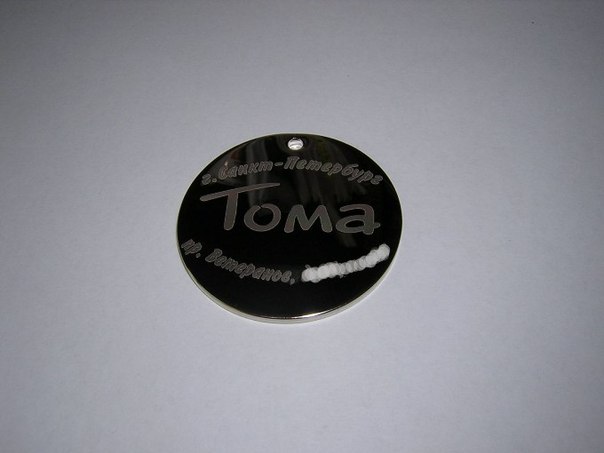 г. Санкт-Петербург
Тома
пр. Ветеранов,